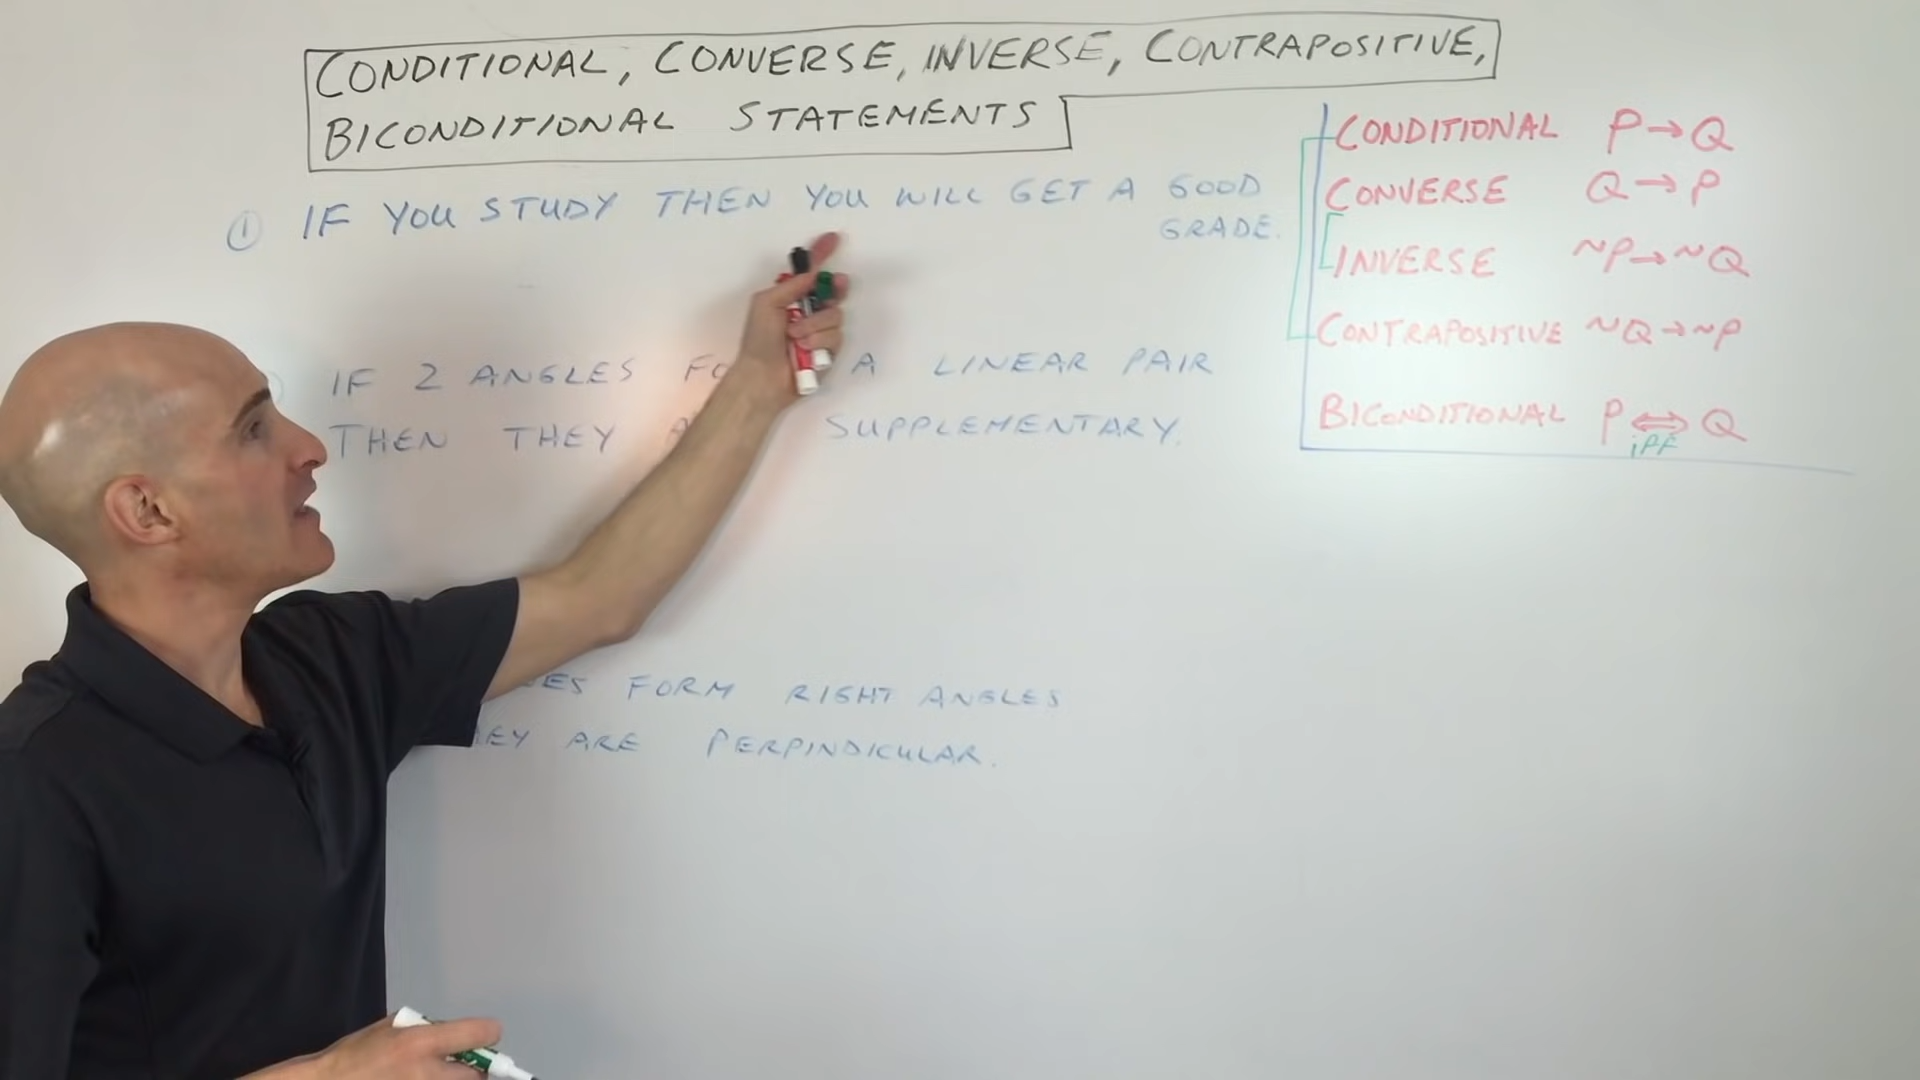 CONDITIONAL, CONVERSE, INVERSE, CONTRAPOSITIVE,
BICONDITIONAL STATEMENTS
① IF YOU STUDY THEN YOU WILL GET A GOOD
GRADE.
IF 2 ANGLES A LINEAR PAIR
THEN THEY SUPPLEMENTARY.
FORM RIGHT ANGLES
ARE PERPINDICULAR.
CONDITIONAL P→Q
CONVERSE Q→P
INVERSE ~P→~Q
CONTRAPOSITIVE ~Q→~P
BICONDITIONAL P⇔Q
iff